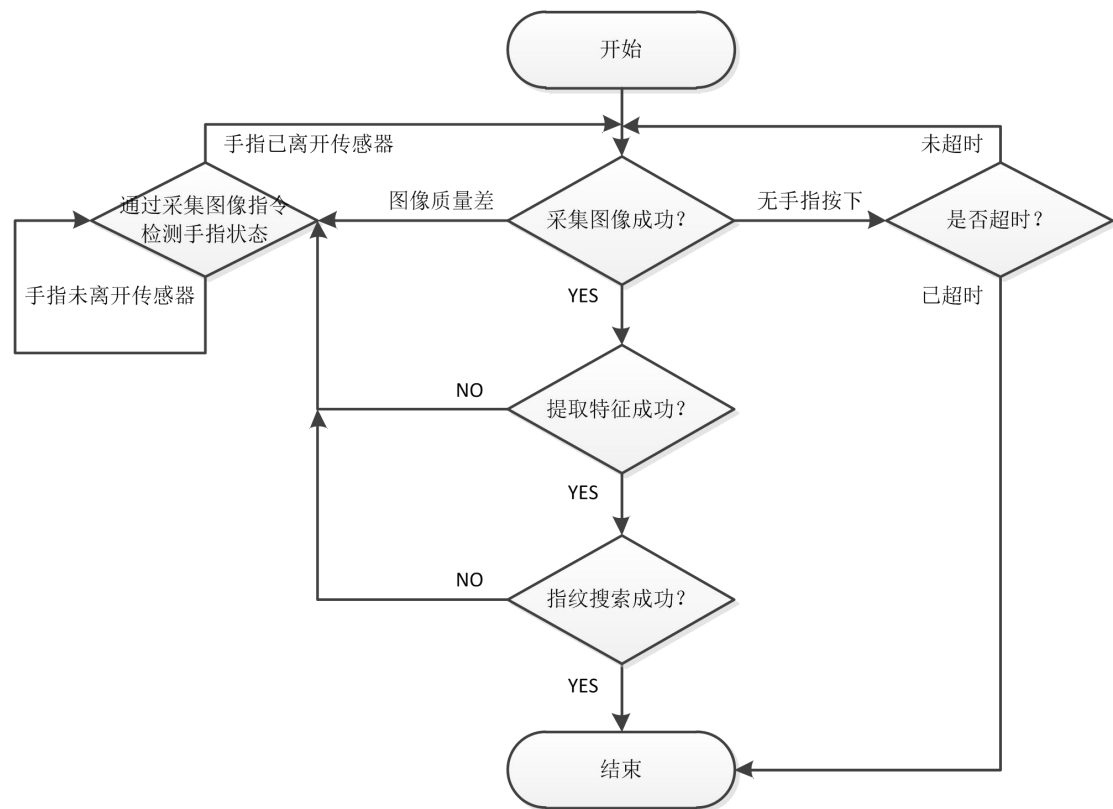 开始
手指已离开传感器
未超时
通过采集图像指令
检测手指状态
图像质量差
采集图像成功?
无手指按下
是否超时?
手指未离开传感器
YES
已超时
NO
提取特征成功?
YES
NO
指纹搜索成功?
YES
结束